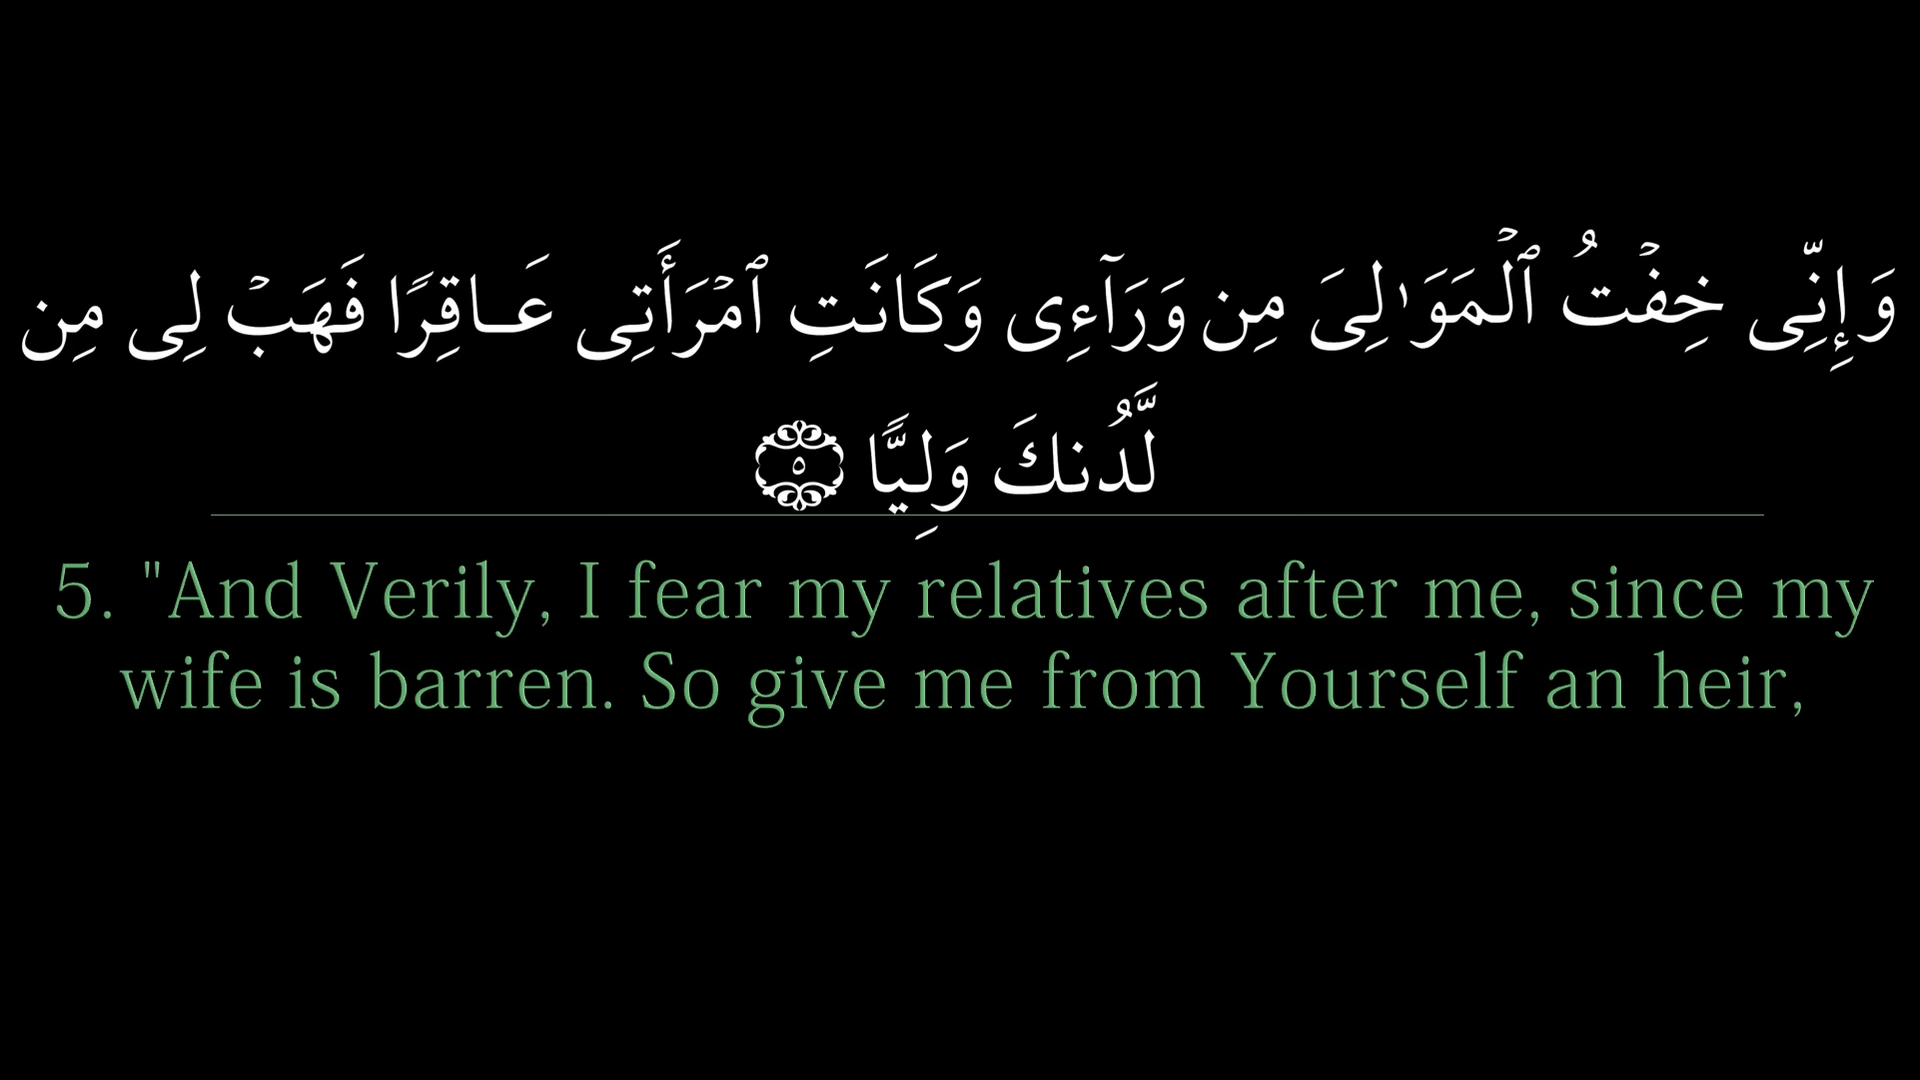 وَإِنِّى خِفْتُ ٱلْمَوَٰلِىَ مِن وَرَآءِى وَكَانَتِ ٱمْرَأَتِى عَاقِرًا فَهَبْ لِى مِن
لَّدُنكَ وَلِيًّا ۝٥
5. "And Verily, I fear my relatives after me, since my
wife is barren. So give me from Yourself an heir,